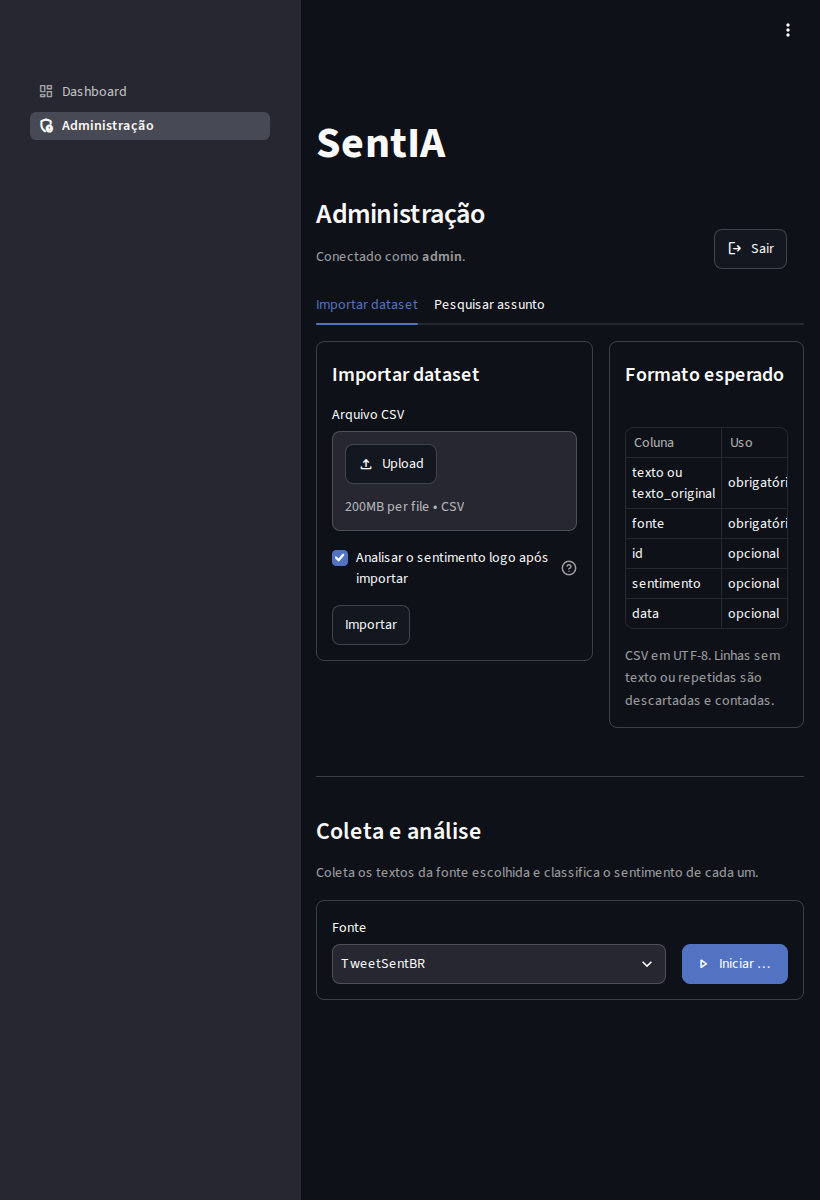 Dashboard
Administração
SentIA
Administração
Conectado como admin.
Sair
Importar dataset
Pesquisar assunto
Importar dataset
Arquivo CSV
Upload
200MB per file • CSV
Analisar o sentimento logo após
importar
Importar
Formato esperado
Coluna Uso
texto ou
texto_original
obrigatóri
fonte obrigatóri
id opcional
sentimento opcional
data opcional
CSV em UTF-8. Linhas sem
texto ou repetidas são
descartadas e contadas.
Coleta e análise
Coleta os textos da fonte escolhida e classifica o sentimento de cada um.
Fonte
TweetSentBR
Iniciar …